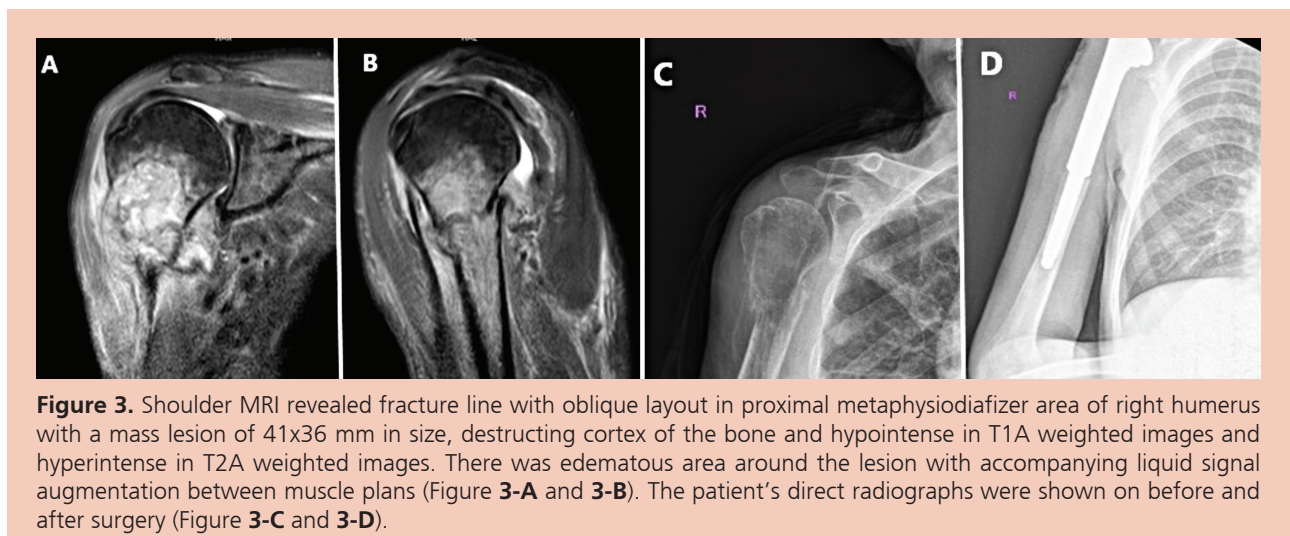 A
B
C
R
D
R
Figure 3. Shoulder MRI revealed fracture line with oblique layout in proximal metaphysiodiafizer area of right humerus
with a mass lesion of 41x36 mm in size, destructing cortex of the bone and hypointense in T1A weighted images and
hyperintense in T2A weighted images. There was edematous area around the lesion with accompanying liquid signal
augmentation between muscle plans (Figure 3-A and 3-B). The patient's direct radiographs were shown on before and
after surgery (Figure 3-C and 3-D).